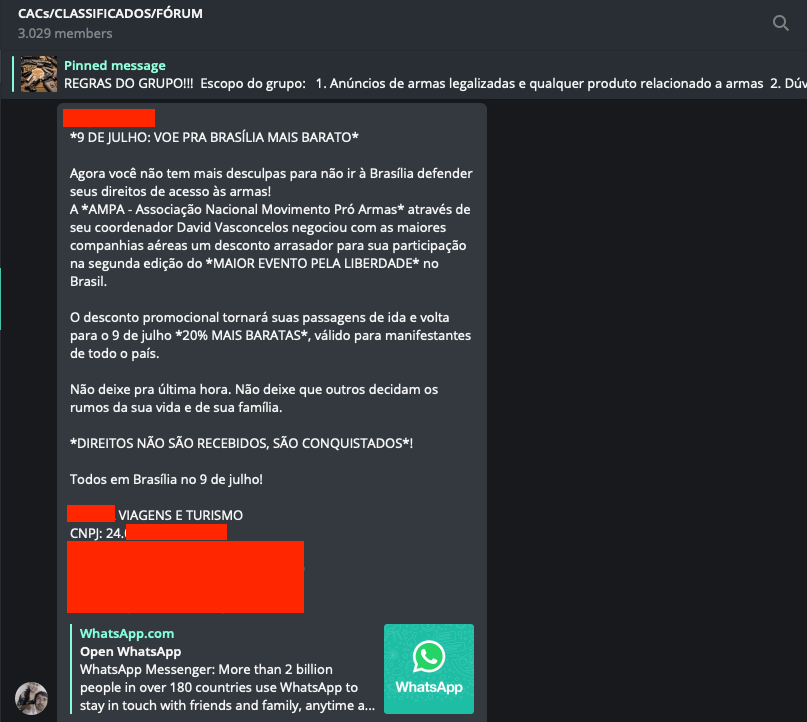 CACs/CLASSIFICADOS/FÓRUM
3.029 members
Pinned message
REGRAS DO GRUPO!!! Escopo do grupo: 1. Anúncios de armas legalizadas e qualquer produto relacionado a armas 2. Dúv
*9 DE JULHO: VOE PRA BRASÍLIA MAIS BARATO*
Agora você não tem mais desculpas para não ir à Brasília defender
seus direitos de acesso às armas!
A *AMPA - Associação Nacional Movimento Pró Armas* através de
seu coordenador David Vasconcelos negociou com as maiores
companhias aéreas um desconto arrasador para sua participação
na segunda edição do *MAIOR EVENTO PELA LIBERDADE* no
Brasil.
O desconto promocional tornará suas passagens de ida e volta
para o 9 de julho *20% MAIS BARATAS*, válido para manifestantes
de todo o país.
Não deixe pra última hora. Não deixe que outros decidam os
rumos da sua vida e de sua família.
*DIREITOS NÃO SÃO RECEBIDOS, SÃO CONQUISTADOS*!
Todos em Brasília no 9 de julho!
VIAGENS E TURISMO
CNPJ: 24.
WhatsApp.com
Open WhatsApp
WhatsApp Messenger: More than 2 billion
people in over 180 countries use WhatsApp to
stay in touch with friends and family, anytime a...
WhatsApp